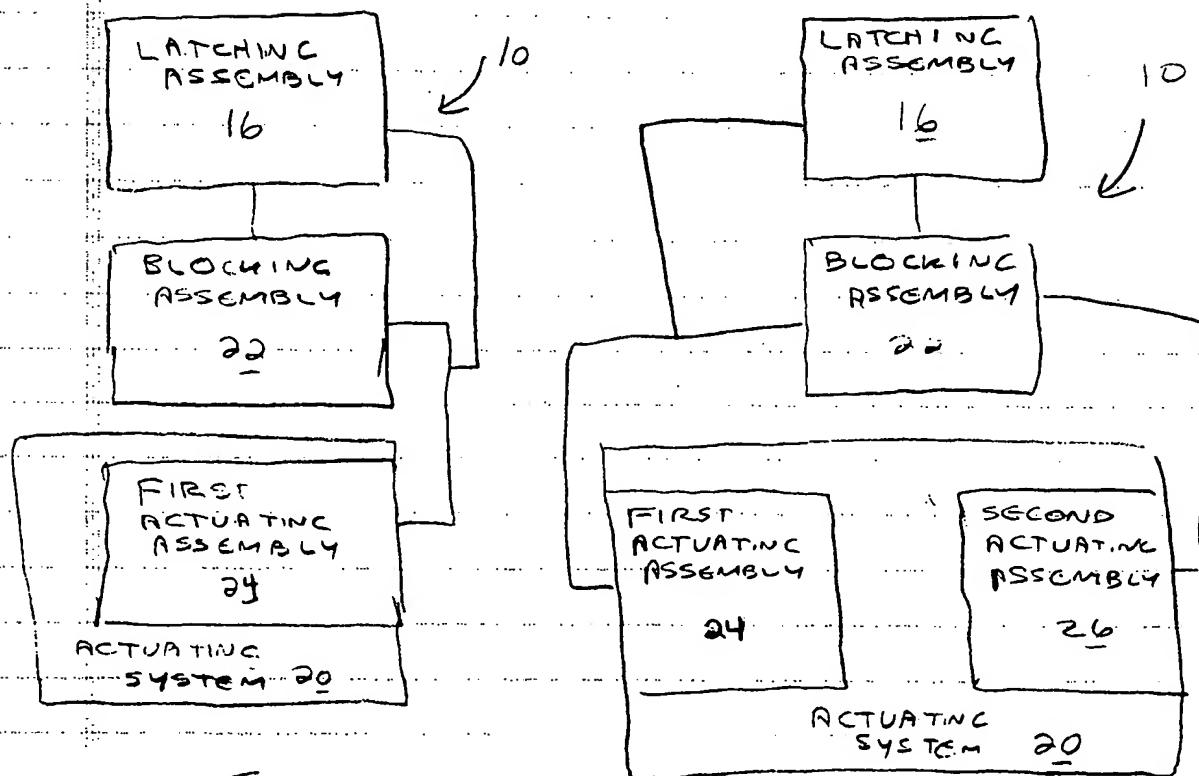 LATCHING
ASSEMBLY
16
10
BLOCKING
ASSEMBLY
22
FIRST
ACTUATING
ASSEMBLY
24
ACTUATING
SYSTEM 20
LATCHING
ASSEMBLY
16
10
BLOCKING
ASSEMBLY
22
FIRST
ACTUATING
ASSEMBLY
24
SECOND
ACTUATING
ASSEMBLY
26
ACTUATING
SYSTEM 20